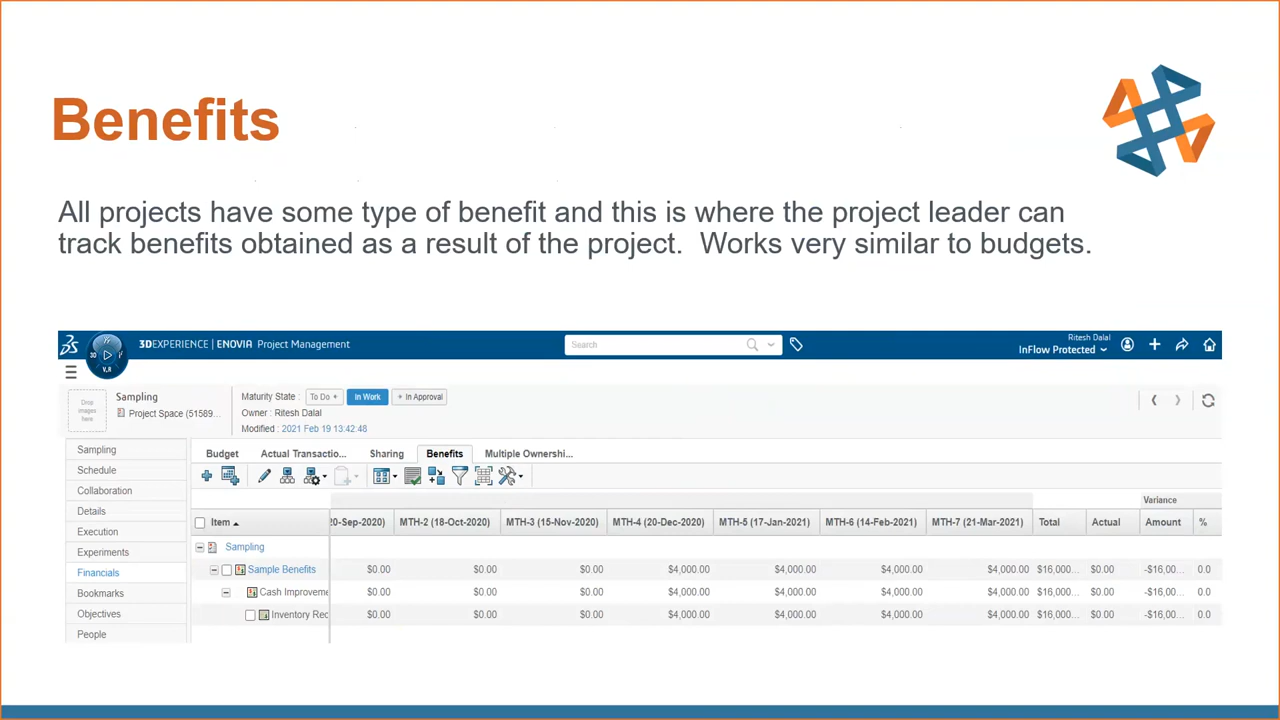 Benefits
All projects have some type of benefit and this is where the project leader can
track benefits obtained as a result of the project.  Works very similar to budgets.
3DEXPERIENCE | ENOVIA Project Management
Search
Ritesh Dalal
InFlow Protected
3D
V,R
Drop
images
here
Sampling
Project Space (51589...
Maturity State : To Do In Work In Approval
Owner : Ritesh Dalal
Modified : 2021 Feb 19 13:42:48
Sampling
Schedule
Collaboration
Details
Execution
Experiments
Financials
Bookmarks
Objectives
People
Budget Actual Transactio... Sharing Benefits Multiple Ownershi...
Variance
Item 20-Sep-2020) MTH-2 (18-Oct-2020) MTH-3 (15-Nov-2020) MTH-4 (20-Dec-2020) MTH-5 (17-Jan-2021) MTH-6 (14-Feb-2021) MTH-7 (21-Mar-2021) Total Actual Amount %
Sampling
Sample Benefits $0.00 $0.00 $0.00 $4,000.00 $4,000.00 $4,000.00 $4,000.00 $16,000... $0.00 -$16,00... 0.0
Cash Improveme $0.00 $0.00 $0.00 $4,000.00 $4,000.00 $4,000.00 $4,000.00 $16,000... $0.00 -$16,00... 0.0
Inventory Rec $0.00 $0.00 $0.00 $4,000.00 $4,000.00 $4,000.00 $4,000.00 $16,000... $0.00 -$16,00... 0.0